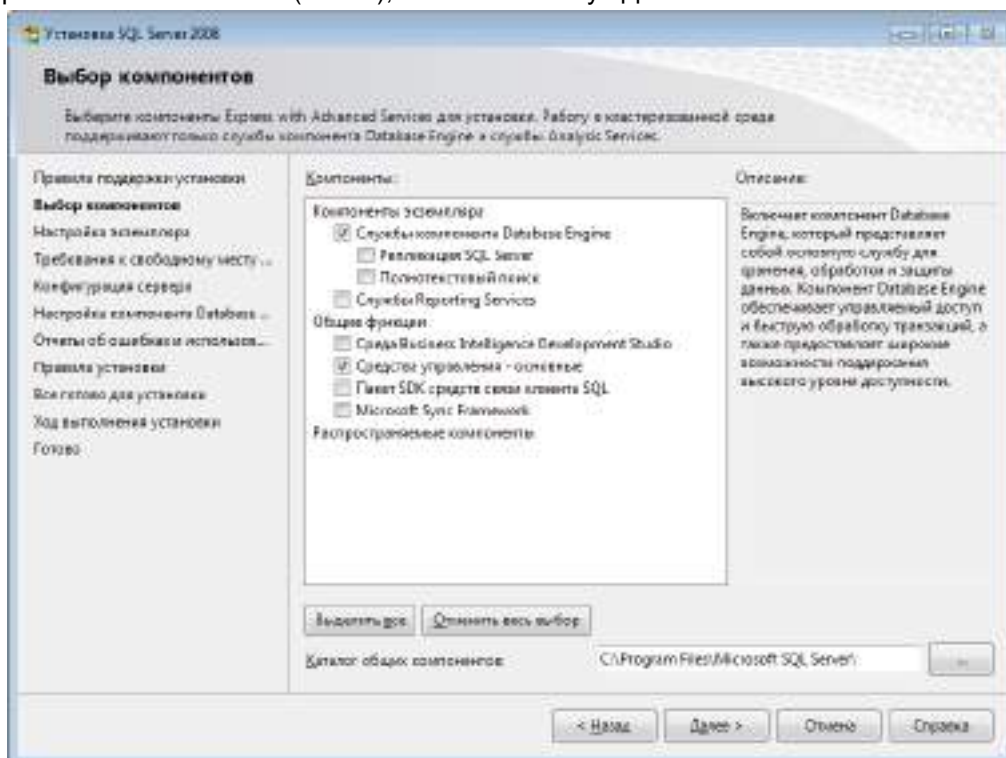 Установка SQL Server 2008
Выбор компонентов
Выберите компоненты Express with Advanced Services для установки. Работу в кластеризованной среде
поддерживают только службы компонента Database Engine и службы Analysis Services.
Правила поддержки установки
Выбор компонентов
Настройка экземпляра
Требования к свободному месту ...
Конфигурация сервера
Настройка компонента Database ...
Отчеты об ошибках и использов...
Правила установки
Все готово для установки
Ход выполнения установки
Готово
Компоненты:
Компоненты экземпляра
Службы компонента Database Engine
Репликация SQL Server
Полнотекстовый поиск
Службы Reporting Services
Общие функции
Среда Business Intelligence Development Studio
Средства управления - основные
Пакет SDK средств связи клиента SQL
Microsoft Sync Framework
Распространяемые компоненты
Описание:
Включает компонент Database
Engine, который представляет
собой основную службу для
хранения, обработки и защиты
данных. Компонент Database Engine
обеспечивает управляемый доступ
и быструю обработку транзакций, а
также предоставляет широкие
возможности поддержания
высокого уровня доступности.
Выделить все
Отменить весь выбор
Каталог общих компонентов:
C:\Program Files\Microsoft SQL Server\
...
< Назад
Далее >
Отмена
Справка